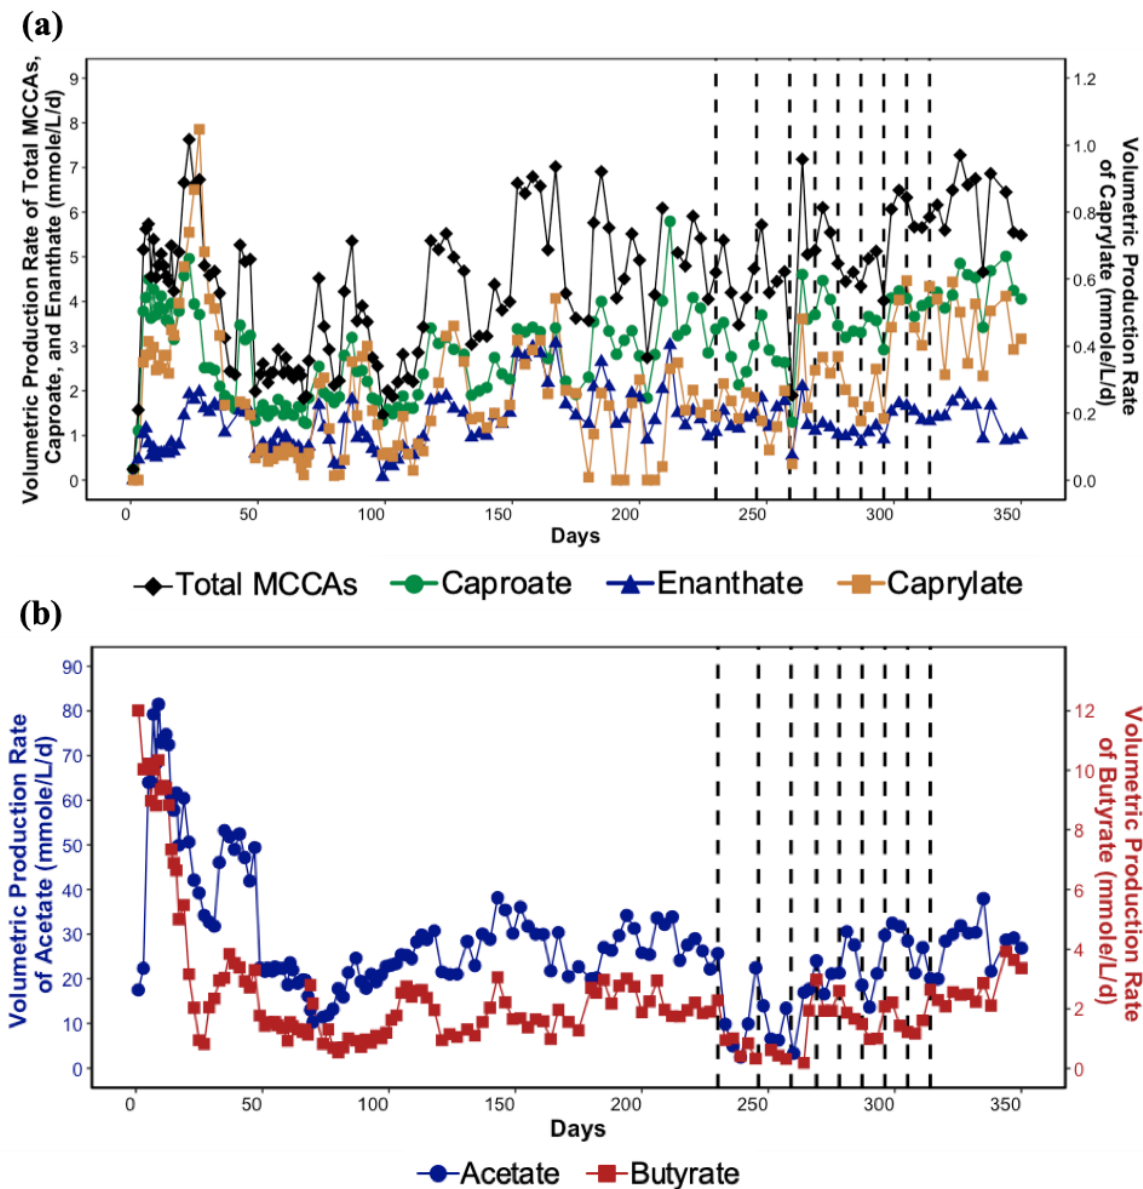 (a)
Volumetric Production Rate of Total MCCAs,
Caproate, and Enanthate (mmole/L/d)
9
8
7
6
5
4
3
2
1
0
1.2
1.0
0.8
0.6
0.4
0.2
0.0
Volumetric Production Rate
of Caprylate (mmole/L/d)
0 50 100 150 200 250 300 350
Days
Total MCCAs Caproate Enanthate Caprylate
(b)
Volumetric Production Rate
of Acetate (mmole/L/d)
90
80
70
60
50
40
30
20
10
0
12
10
8
6
4
2
0
Volumetric Production Rate
of Butyrate (mmole/L/d)
0 50 100 150 200 250 300 350
Days
Acetate Butyrate